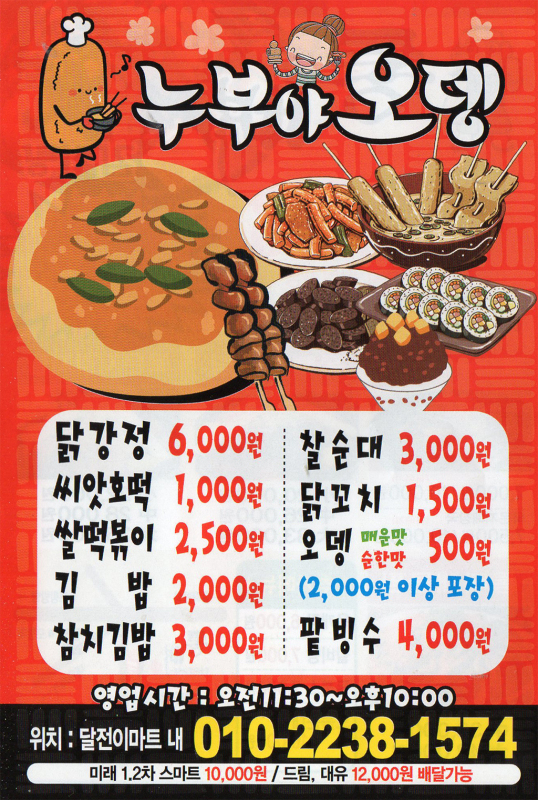 누부야 오뎅
닭강정 6,000원
씨앗호떡 1,000원
쌀떡볶이 2,500원
김밥 2,000원
참치김밥 3,000원
찰순대 3,000원
닭꼬치 1,500원
오뎅 매운맛 순한맛 500원
(2,000원 이상 포장)
팥빙수 4,000원
영업시간 : 오전11:30~오후10:00
위치 : 달전이마트 내 010-2238-1574
미래 1.2차 스마트 10,000원 / 드림, 대유 12,000원 배달가능